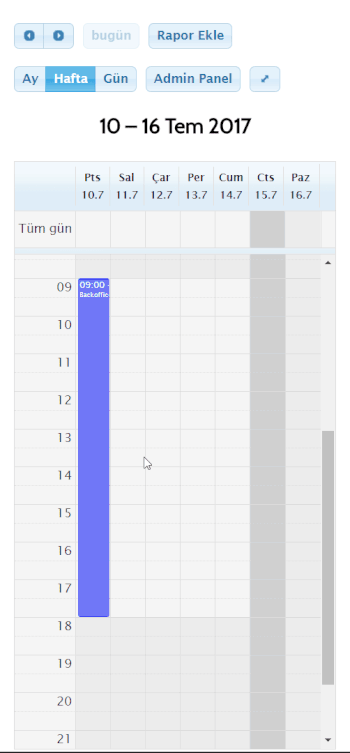 bugün Rapor Ekle
Ay Hafta Gün Admin Panel
10 – 16 Tem 2017
Pts Sal Çar Per Cum Cts Paz
10.7 11.7 12.7 13.7 14.7 15.7 16.7
Tüm gün
09 09:00 -
Backoffic
10
11
12
13
14
15
16
17
18
19
20
21